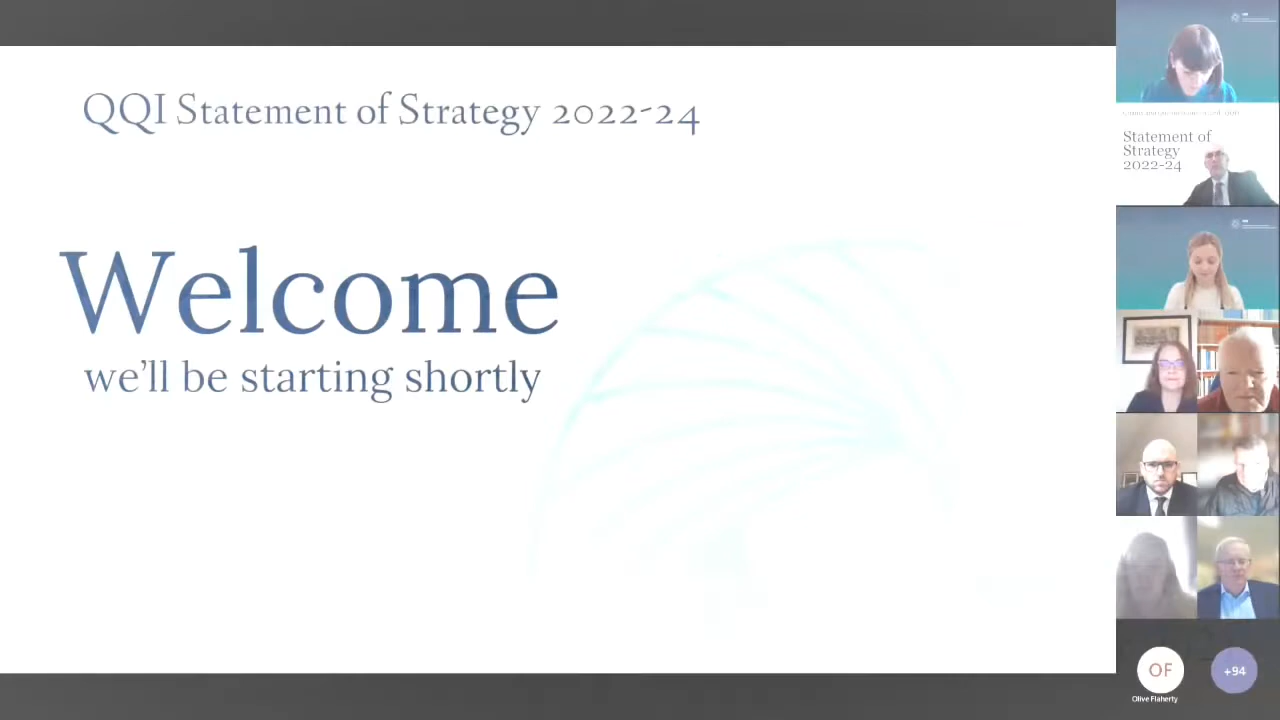 QQI Statement of Strategy 2022-24
Welcome
we'll be starting shortly
Statement of
Strategy
2022-24
OF
+94
Olive Flaherty